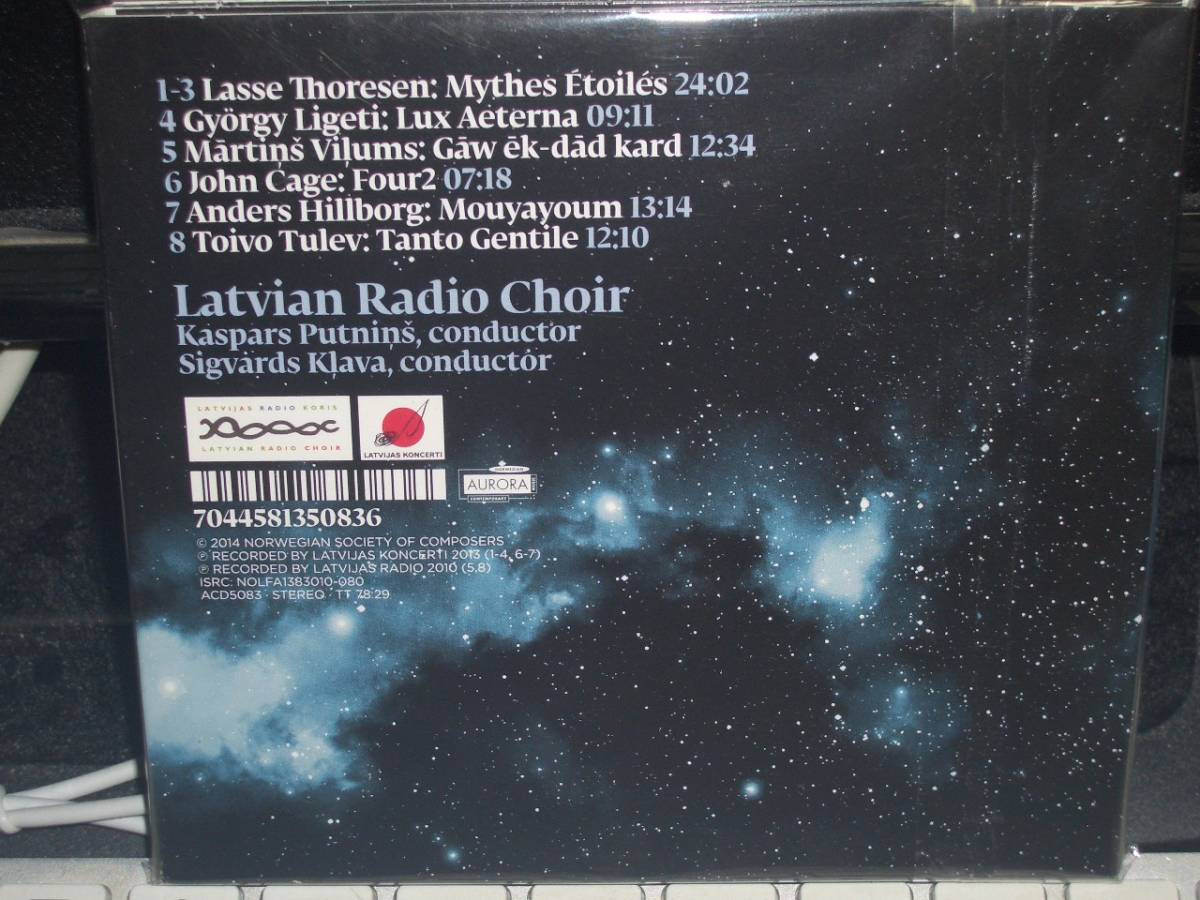 1-3 Lasse Thoresen: Mythes Étoilés 24:02
4 György Ligeti: Lux Aeterna 09:11
5 Mārtiņš Viļums: Gāw ēk-dād kard 12:34
6 John Cage: Four2 07:18
7 Anders Hillborg: Mouyayoum 13:14
8 Toivo Tulev: Tanto Gentile 12:10
Latvian Radio Choir
Kaspars Putniņš, conductor
Sigvards Kļava, conductor
LATVIJAS RADIO KORIS
LATVIAN RADIO CHOIR
LATVIJAS KONCERTI
NORWEGIAN
AURORA
CONTEMPORARY
7044581350836
© 2014 NORWEGIAN SOCIETY OF COMPOSERS
℗ RECORDED BY LATVIJAS KONCERTI 2013 (1-4, 6-7)
℗ RECORDED BY LATVIJAS RADIO 2010 (5,8)
ISRC: NOLFA1383010-080
ACD5083 · STEREO · TT 78:29